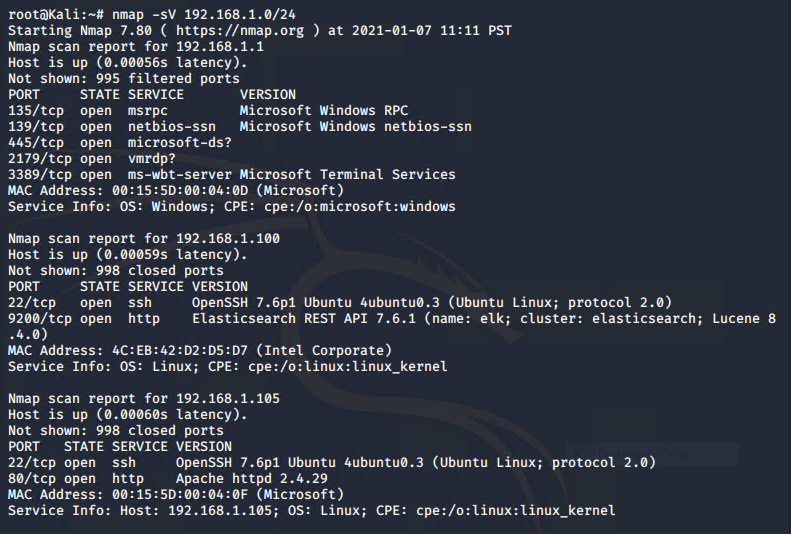 root@Kali:~# nmap -sV 192.168.1.0/24
Starting Nmap 7.80 ( https://nmap.org ) at 2021-01-07 11:11 PST
Nmap scan report for 192.168.1.1
Host is up (0.00056s latency).
Not shown: 995 filtered ports
PORT     STATE SERVICE       VERSION
135/tcp  open  msrpc         Microsoft Windows RPC
139/tcp  open  netbios-ssn   Microsoft Windows netbios-ssn
445/tcp  open  microsoft-ds?
2179/tcp open  vmrdp?
3389/tcp open  ms-wbt-server Microsoft Terminal Services
MAC Address: 00:15:5D:00:04:0D (Microsoft)
Service Info: OS: Windows; CPE: cpe:/o:microsoft:windows

Nmap scan report for 192.168.1.100
Host is up (0.00059s latency).
Not shown: 998 closed ports
PORT     STATE SERVICE VERSION
22/tcp   open  ssh     OpenSSH 7.6p1 Ubuntu 4ubuntu0.3 (Ubuntu Linux; protocol 2.0)
9200/tcp open  http    Elasticsearch REST API 7.6.1 (name: elk; cluster: elasticsearch; Lucene 8
.4.0)
MAC Address: 4C:EB:42:D2:D5:D7 (Intel Corporate)
Service Info: OS: Linux; CPE: cpe:/o:linux:linux_kernel

Nmap scan report for 192.168.1.105
Host is up (0.00060s latency).
Not shown: 998 closed ports
PORT   STATE SERVICE VERSION
22/tcp open  ssh     OpenSSH 7.6p1 Ubuntu 4ubuntu0.3 (Ubuntu Linux; protocol 2.0)
80/tcp open  http    Apache httpd 2.4.29
MAC Address: 00:15:5D:00:04:0F (Microsoft)
Service Info: Host: 192.168.1.105; OS: Linux; CPE: cpe:/o:linux:linux_kernel